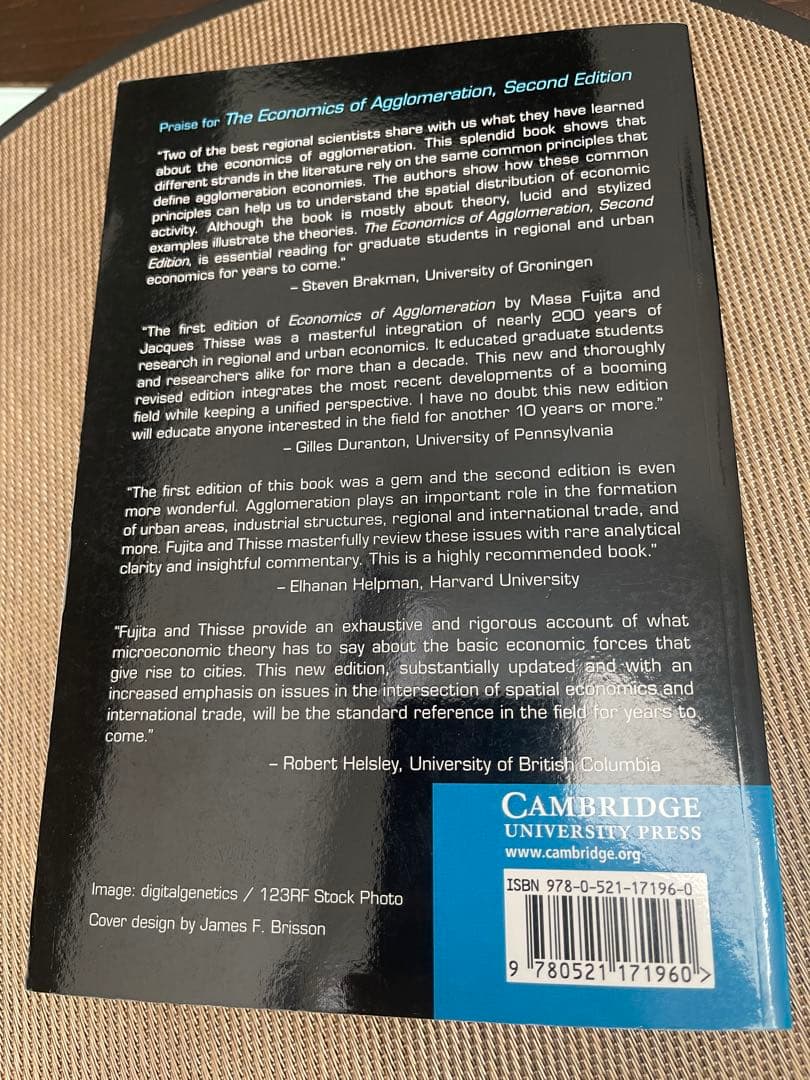 Praise for The Economics of Agglomeration, Second Edition
"Two of the best regional scientists share with us what they have learned
about the economics of agglomeration. This splendid book shows that
different strands in the literature rely on the same common principles that
define agglomeration economies. The authors show how these common
principles can help us to understand the spatial distribution of economic
activity. Although the book is mostly about theory, lucid and stylized
examples illustrate the theories. The Economics of Agglomeration, Second
Edition, is essential reading for graduate students in regional and urban
economics for years to come."
– Steven Brakman, University of Groningen
"The first edition of Economics of Agglomeration by Masa Fujita and
Jacques Thisse was a masterful integration of nearly 200 years of
research in regional and urban economics. It educated graduate students
and researchers alike for more than a decade. This new and thoroughly
revised edition integrates the most recent developments of a booming
field while keeping a unified perspective. I have no doubt this new edition
will educate anyone interested in the field for another 10 years or more."
– Gilles Duranton, University of Pennsylvania
"The first edition of this book was a gem and the second edition is even
more wonderful. Agglomeration plays an important role in the formation
of urban areas, industrial structures, regional and international trade, and
more. Fujita and Thisse masterfully review these issues with rare analytical
clarity and insightful commentary. This is a highly recommended book."
– Elhanan Helpman, Harvard University
"Fujita and Thisse provide an exhaustive and rigorous account of what
microeconomic theory has to say about the basic economic forces that
give rise to cities. This new edition, substantially updated and with an
increased emphasis on issues in the intersection of spatial economics and
international trade, will be the standard reference in the field for years to
come."
– Robert Helsley, University of British Columbia
CAMBRIDGE
UNIVERSITY PRESS
www.cambridge.org
Image: digitalgenetics / 123RF Stock Photo
Cover design by James F. Brisson
ISBN 978-0-521-17196-0
9 780521 171960 >